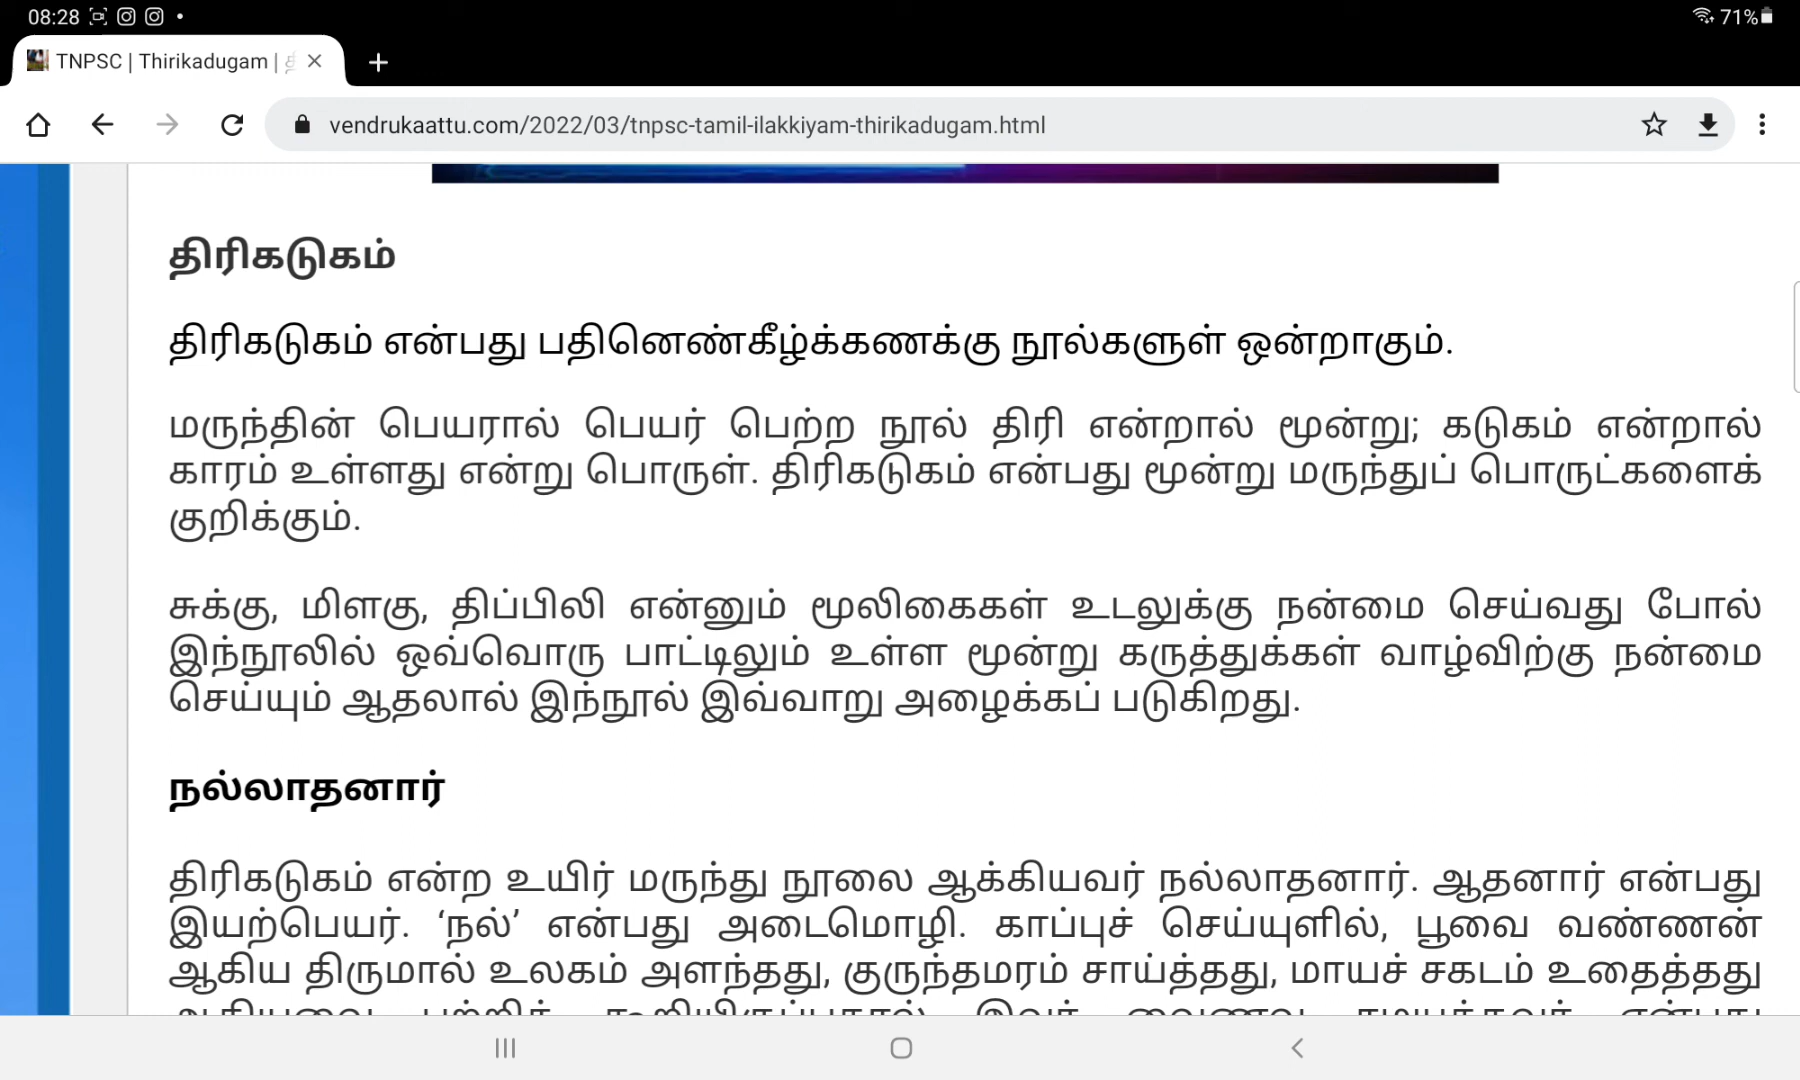 08:28
71%
TNPSC | Thirikadugam |
vendrukaattu.com/2022/03/tnpsc-tamil-ilakkiyam-thirikadugam.html
திரிகடுகம்
திரிகடுகம் என்பது பதினெண்கீழ்க்கணக்கு நூல்களுள் ஒன்றாகும்.
மருந்தின் பெயரால் பெயர் பெற்ற நூல் திரி என்றால் மூன்று; கடுகம் என்றால்
காரம் உள்ளது என்று பொருள். திரிகடுகம் என்பது மூன்று மருந்துப் பொருட்களைக்
குறிக்கும்.
சுக்கு, மிளகு, திப்பிலி என்னும் மூலிகைகள் உடலுக்கு நன்மை செய்வது போல்
இந்நூலில் ஒவ்வொரு பாட்டிலும் உள்ள மூன்று கருத்துக்கள் வாழ்விற்கு நன்மை
செய்யும் ஆதலால் இந்நூல் இவ்வாறு அழைக்கப் படுகிறது.
நல்லாதனார்
திரிகடுகம் என்ற உயிர் மருந்து நூலை ஆக்கியவர் நல்லாதனார். ஆதனார் என்பது
இயற்பெயர். ‘நல்’ என்பது அடைமொழி. காப்புச் செய்யுளில், பூவை வண்ணன்
ஆகிய திருமால் உலகம் அளந்தது, குருந்தமரம் சாய்த்தது, மாயச் சகடம் உதைத்தது